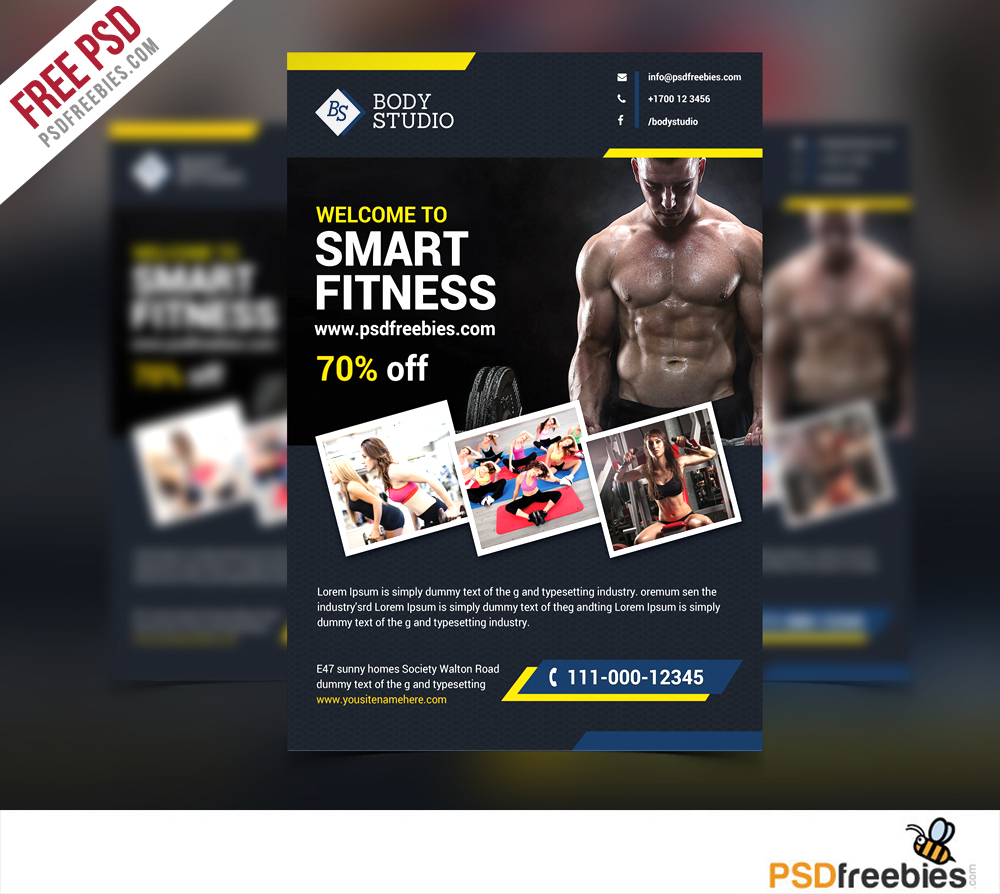 FREE PSD
PSDFREEBIES.COM
BS
BODY
STUDIO
info@psdfreebies.com
+1700 12 3456
/bodystudio
WELCOME TO
SMART
FITNESS
www.psdfreebies.com
70% off
Lorem Ipsum is simply dummy text of the g and typesetting industry. oremum sen the
industry'srd Lorem Ipsum is simply dummy text of theg andting Lorem Ipsum is simply
dummy text of the g and typesetting industry.
E47 sunny homes Society Walton Road
dummy text of the g and typesetting
www.yousitenamehere.com
111-000-12345
SMART
FITNESS
70% off
PSDfreebies.com